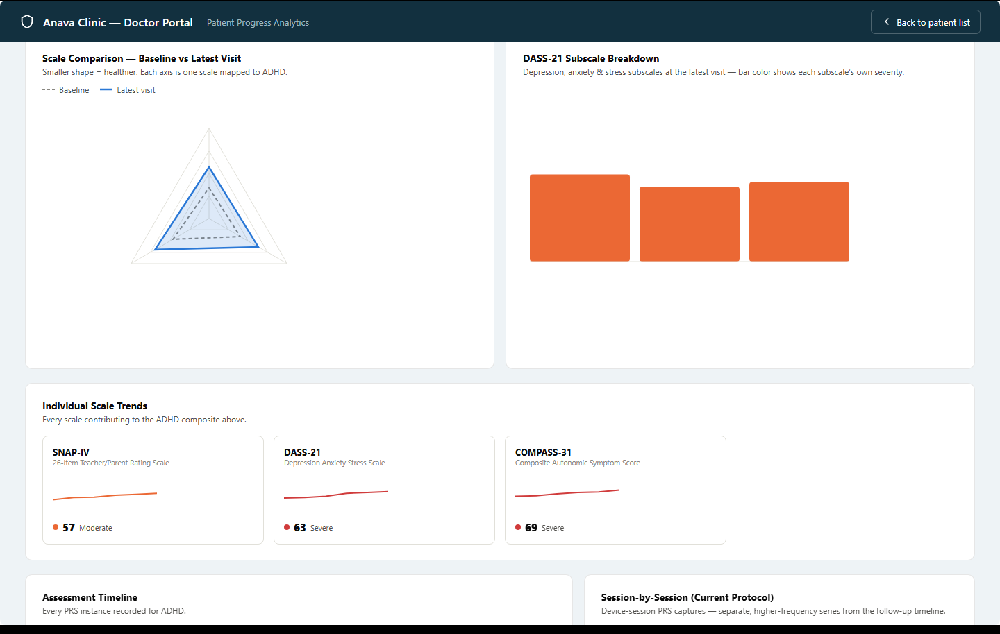 Anava Clinic — Doctor Portal
Patient Progress Analytics
Back to patient list
Scale Comparison — Baseline vs Latest Visit
Smaller shape = healthier. Each axis is one scale mapped to ADHD.
Baseline
Latest visit
DASS-21 Subscale Breakdown
Depression, anxiety & stress subscales at the latest visit — bar color shows each subscale's own severity.
Individual Scale Trends
Every scale contributing to the ADHD composite above.
SNAP-IV
26-Item Teacher/Parent Rating Scale
57 Moderate
DASS-21
Depression Anxiety Stress Scale
63 Severe
COMPASS-31
Composite Autonomic Symptom Score
69 Severe
Assessment Timeline
Every PRS instance recorded for ADHD.
Session-by-Session (Current Protocol)
Device-session PRS captures — separate, higher-frequency series from the follow-up timeline.